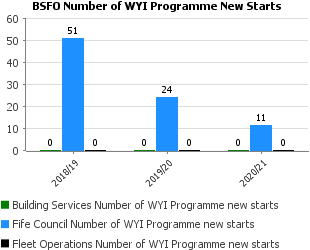 BSFO Number of WYI Programme New Starts
60
50
40
30
20
10
0
0 51 0
0 24 0
0 11 0
2018/19 2019/20 2020/21
Building Services Number of WYI Programme new starts
Fife Council Number of WYI Programme new starts
Fleet Operations Number of WYI Programme new starts